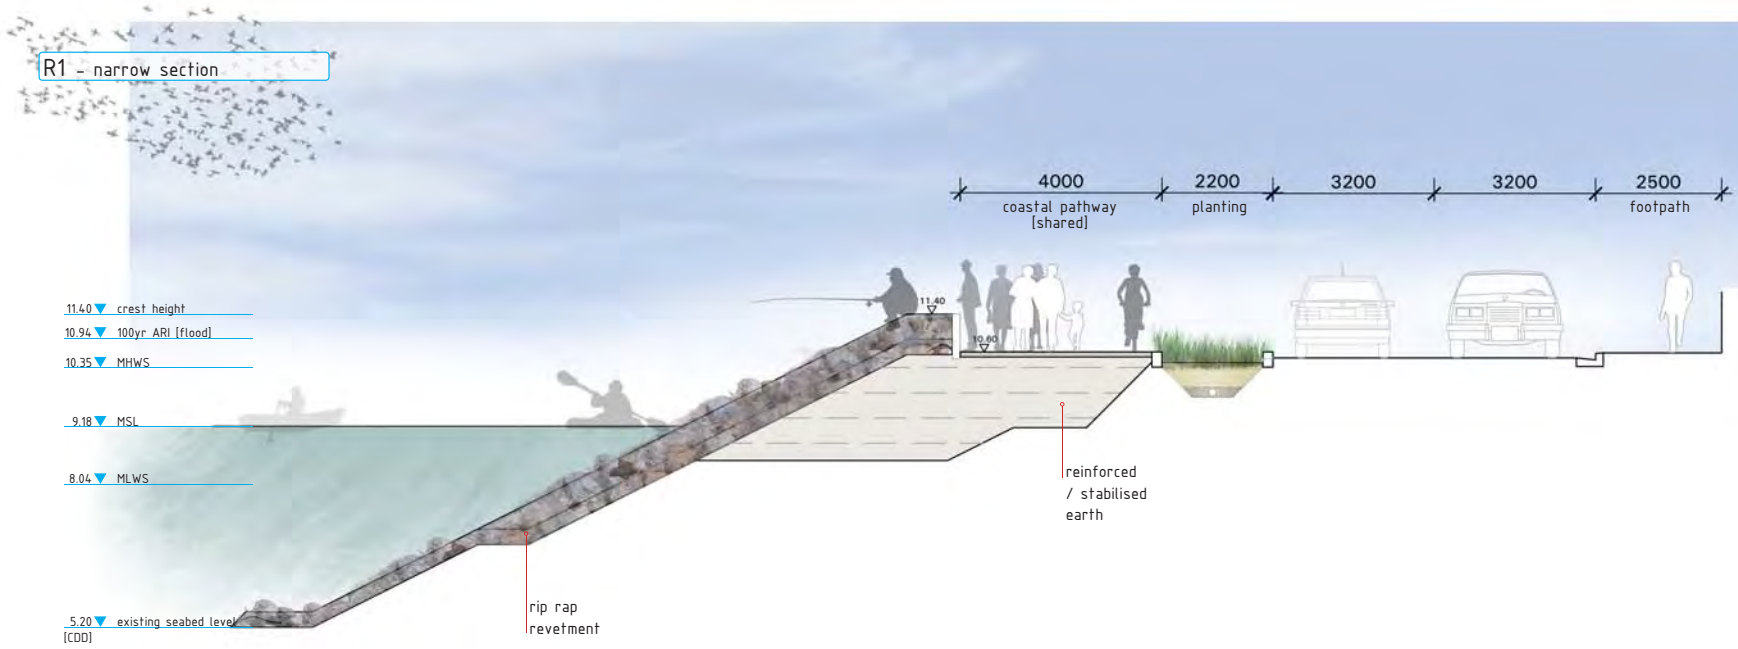 R1 - narrow section
4000 2200 3200 3200 2500
coastal pathway planting footpath
[shared]
11.40 crest height
11.40
10.94 100yr ARI [flood]
10.60
10.35 MHWS
9.18 MSL
8.04 MLWS
reinforced
/ stabilised
earth
rip rap
revetment
5.20 existing seabed level
[CDD]